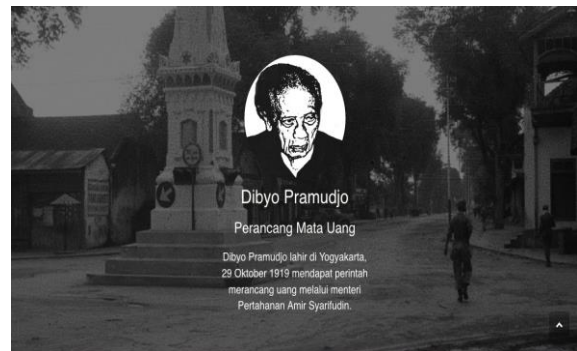 Dibyo Pramudjo
Perancang Mata Uang
Dibyo Pramudjo lahir di Yogyakarta,
29 Oktober 1919 mendapat perintah
merancang uang melalui menteri
Pertahanan Amir Syarifudin.